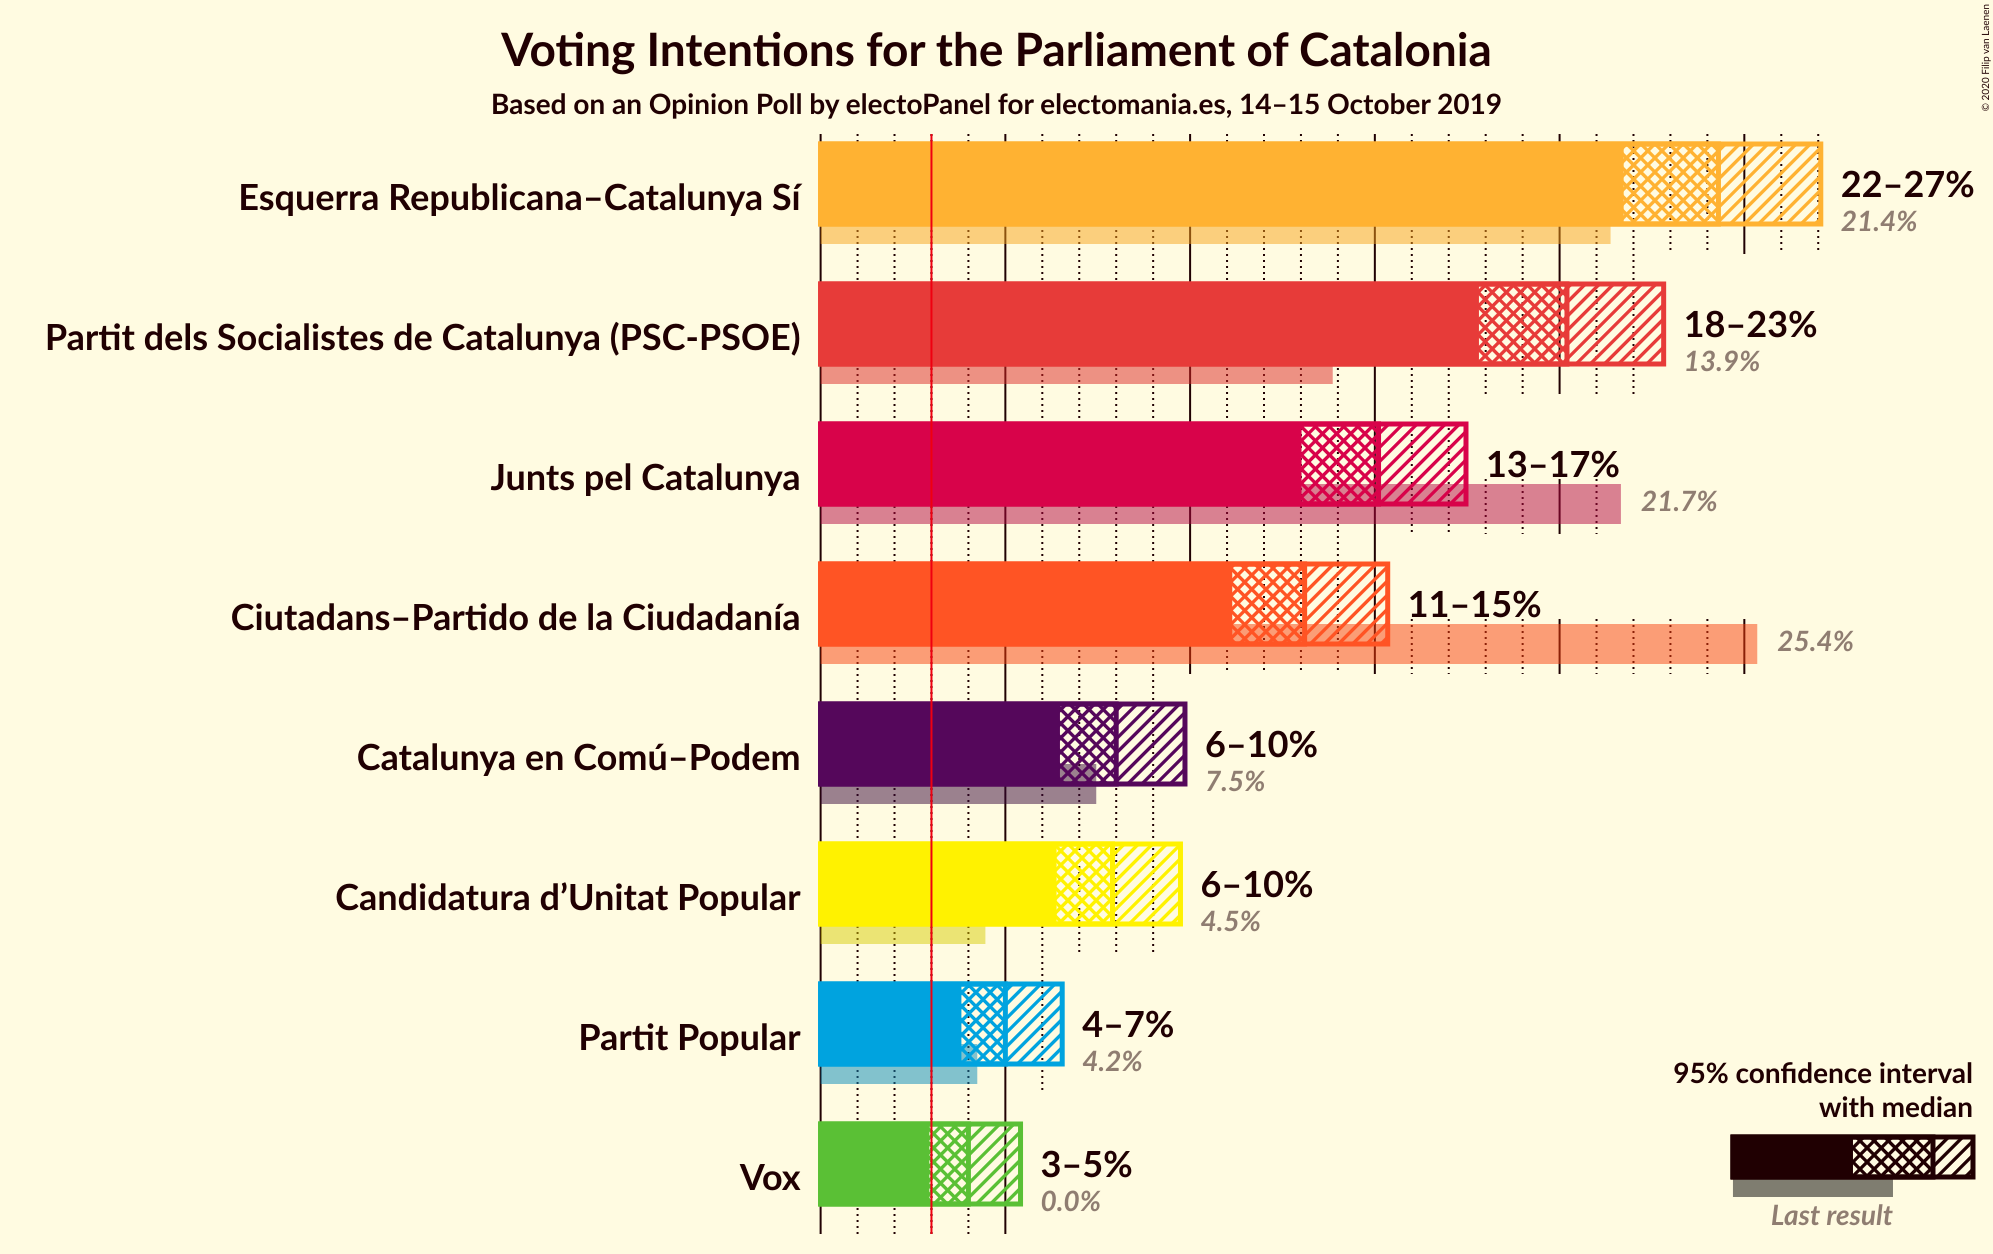 Voting Intentions for the Parliament of Catalonia
Based on an Opinion Poll by electoPanel for electomania.es, 14–15 October 2019
© 2020 Filip van Laenen
Esquerra Republicana–Catalunya Sí
22–27%
21.4%
Partit dels Socialistes de Catalunya (PSC-PSOE)
18–23%
13.9%
Junts pel Catalunya
13–17%
21.7%
Ciutadans–Partido de la Ciudadanía
11–15%
25.4%
Catalunya en Comú–Podem
6–10%
7.5%
Candidatura d’Unitat Popular
6–10%
4.5%
Partit Popular
4–7%
4.2%
Vox
3–5%
0.0%
95% confidence interval
with median
Last result